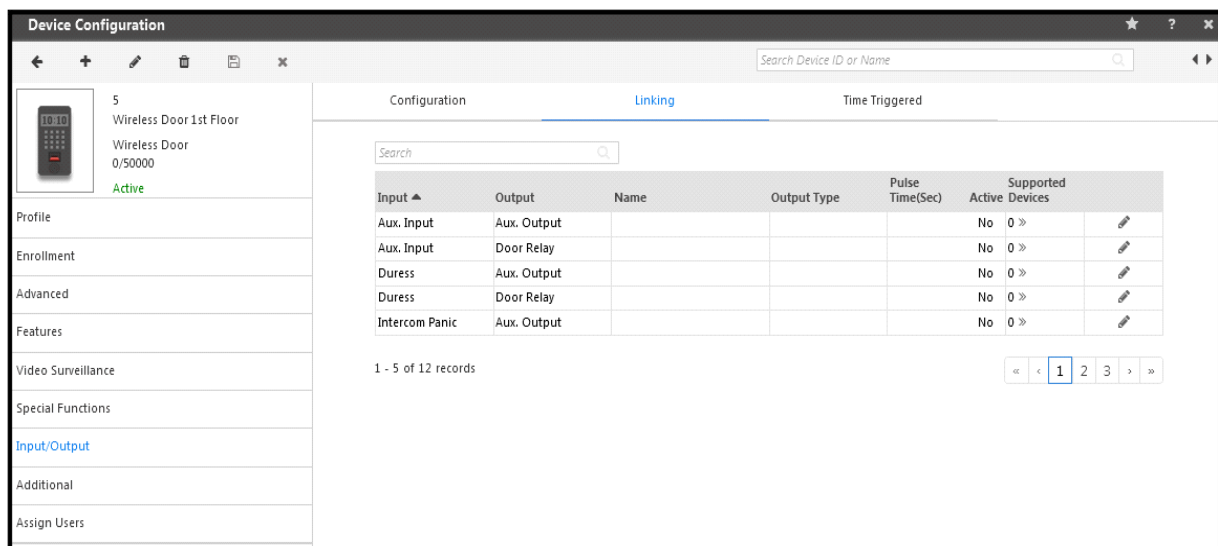 Device Configuration
?
Search Device ID or Name
10:10
5
Wireless Door 1st Floor
Wireless Door
0/50000
Active
Profile
Enrollment
Advanced
Features
Video Surveillance
Special Functions
Input/Output
Additional
Assign Users
Configuration Linking Time Triggered
Search
Input Output Name Output Type Pulse Time(Sec) Active Supported Devices
Aux. Input Aux. Output No 0 »
Aux. Input Door Relay No 0 »
Duress Aux. Output No 0 »
Duress Door Relay No 0 »
Intercom Panic Aux. Output No 0 »
1 - 5 of 12 records
« ‹ 1 2 3 › »